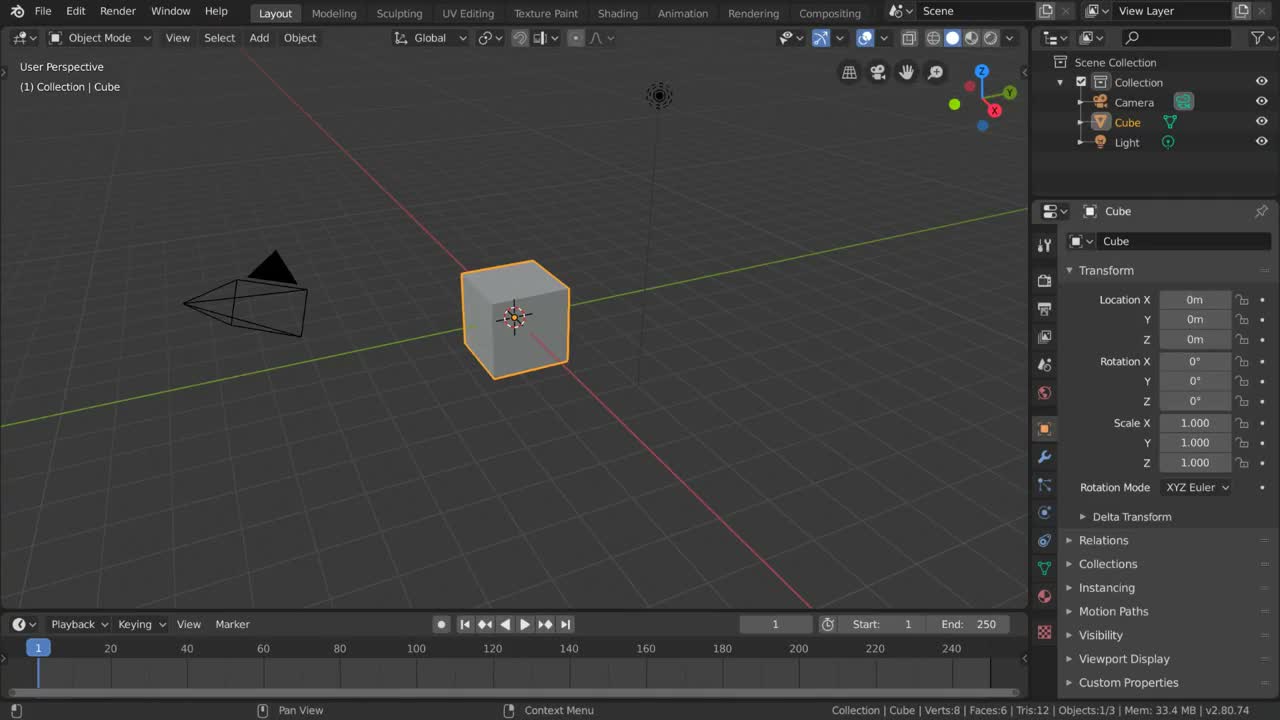 File Edit Render Window Help Layout Modeling Sculpting UV Editing Texture Paint Shading Animation Rendering Compositing Scene View Layer
Object Mode View Select Add Object Global
User Perspective
(1) Collection | Cube
Z
Y
X
Scene Collection
Collection
Camera
Cube
Light
Cube
Cube
Transform
Location X 0m
Y 0m
Z 0m
Rotation X 0°
Y 0°
Z 0°
Scale X 1.000
Y 1.000
Z 1.000
Rotation Mode XYZ Euler
Delta Transform
Relations
Collections
Instancing
Motion Paths
Visibility
Viewport Display
Custom Properties
Playback Keying View Marker 1 Start: 1 End: 250
1 20 40 60 80 100 120 140 160 180 200 220 240
Pan View Context Menu Collection | Cube | Verts:8 | Faces:6 | Tris:12 | Objects:1/3 | Mem: 33.4 MB | v2.80.74